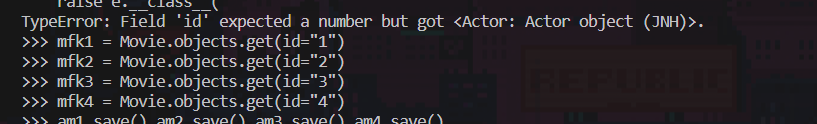 raise e.__class__(
TypeError: Field 'id' expected a number but got <Actor: Actor object (JNH)>.
>>> mfk1 = Movie.objects.get(id="1")
>>> mfk2 = Movie.objects.get(id="2")
>>> mfk3 = Movie.objects.get(id="3")
>>> mfk4 = Movie.objects.get(id="4")
>>> am1.save() am2.save() am3.save() am4.save()
REPUBLIC